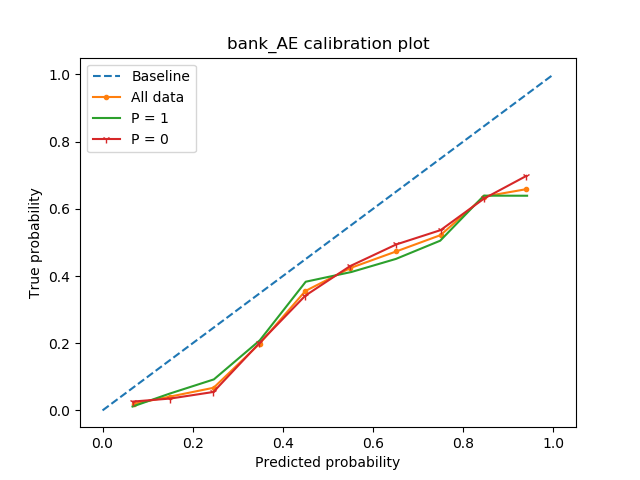 bank_AE calibration plot
Baseline
All data
P = 1
P = 0
True probability
1.0
0.8
0.6
0.4
0.2
0.0
0.0 0.2 0.4 0.6 0.8 1.0
Predicted probability